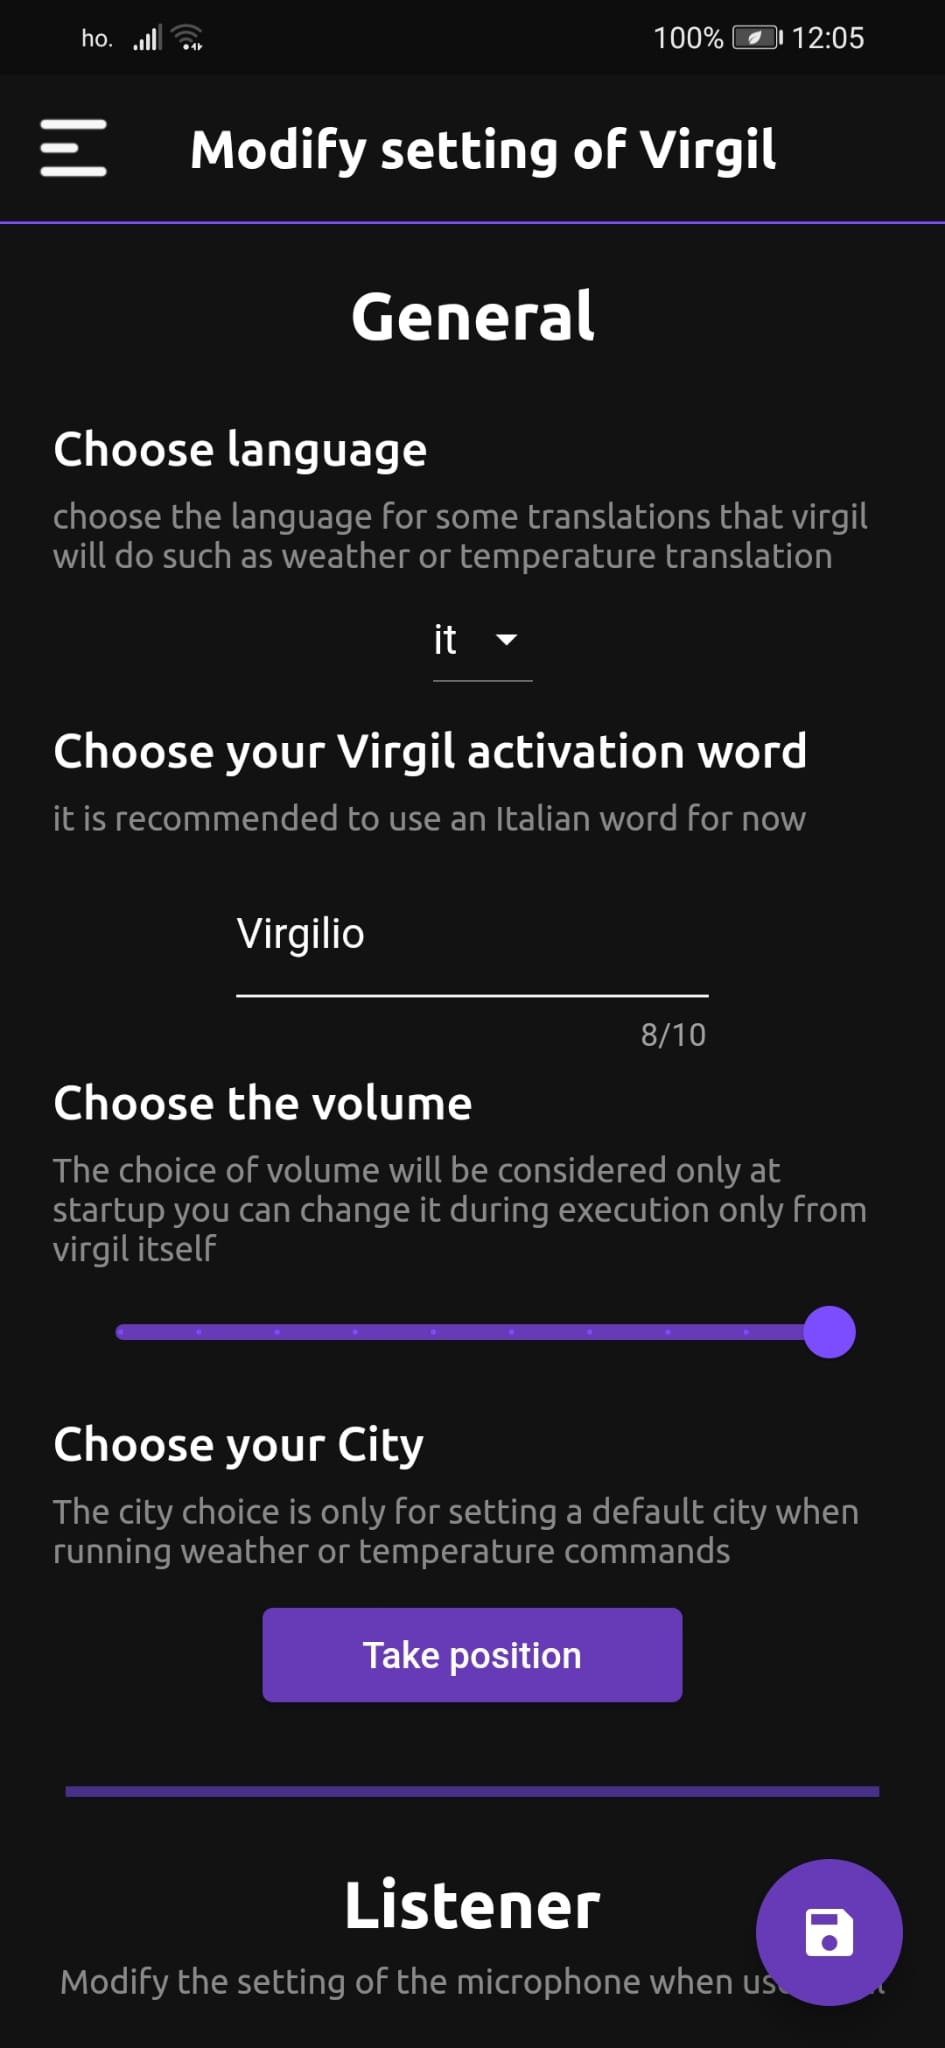 ho.
100% 12:05
Modify setting of Virgil
General
Choose language
choose the language for some translations that virgil
will do such as weather or temperature translation
it
Choose your Virgil activation word
it is recommended to use an Italian word for now
Virgilio
8/10
Choose the volume
The choice of volume will be considered only at
startup you can change it during execution only from
virgil itself
Choose your City
The city choice is only for setting a default city when
running weather or temperature commands
Take position
Listener
Modify the setting of the microphone when